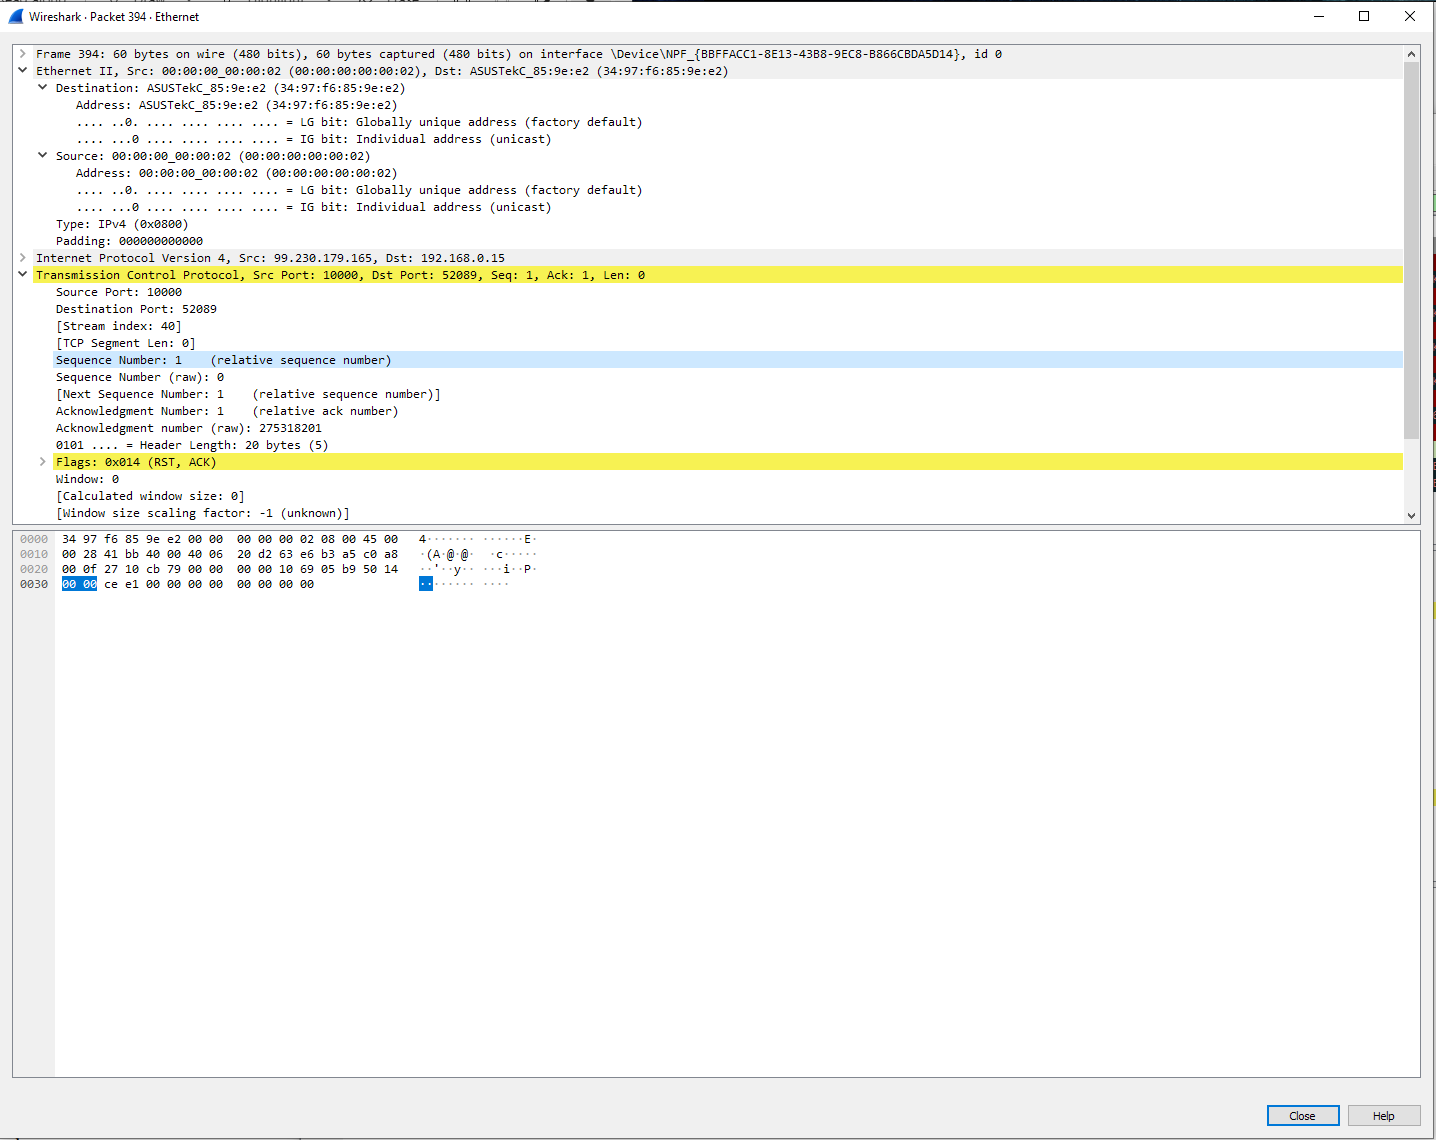 Wireshark · Packet 394 · Ethernet
Frame 394: 60 bytes on wire (480 bits), 60 bytes captured (480 bits) on interface \Device\NPF_{BBFFACC1-8E13-43B8-9EC8-B866CBDA5D14}, id 0
Ethernet II, Src: 00:00:00_00:00:02 (00:00:00:00:00:02), Dst: ASUSTekC_85:9e:e2 (34:97:f6:85:9e:e2)
Destination: ASUSTekC_85:9e:e2 (34:97:f6:85:9e:e2)
Address: ASUSTekC_85:9e:e2 (34:97:f6:85:9e:e2)
.... ..0. .... .... .... .... = LG bit: Globally unique address (factory default)
.... ...0 .... .... .... .... = IG bit: Individual address (unicast)
Source: 00:00:00_00:00:02 (00:00:00:00:00:02)
Address: 00:00:00_00:00:02 (00:00:00:00:00:02)
.... ..0. .... .... .... .... = LG bit: Globally unique address (factory default)
.... ...0 .... .... .... .... = IG bit: Individual address (unicast)
Type: IPv4 (0x0800)
Padding: 000000000000
Internet Protocol Version 4, Src: 99.230.179.165, Dst: 192.168.0.15
Transmission Control Protocol, Src Port: 10000, Dst Port: 52089, Seq: 1, Ack: 1, Len: 0
Source Port: 10000
Destination Port: 52089
[Stream index: 40]
[TCP Segment Len: 0]
Sequence Number: 1    (relative sequence number)
Sequence Number (raw): 0
[Next Sequence Number: 1    (relative sequence number)]
Acknowledgment Number: 1    (relative ack number)
Acknowledgment number (raw): 275318201
0101 .... = Header Length: 20 bytes (5)
Flags: 0x014 (RST, ACK)
Window: 0
[Calculated window size: 0]
[Window size scaling factor: -1 (unknown)]
0000  34 97 f6 85 9e e2 00 00  00 00 00 02 08 00 45 00   4······· ······E·
0010  00 28 41 bb 40 00 40 06  20 d2 63 e6 b3 a5 c0 a8   ·(A·@·@·  ·c·····
0020  00 0f 27 10 cb 79 00 00  00 00 10 69 05 b9 50 14   ··'··y·· ···i··P·
0030  00 00 ce e1 00 00 00 00  00 00 00 00   ········ ····
Close
Help